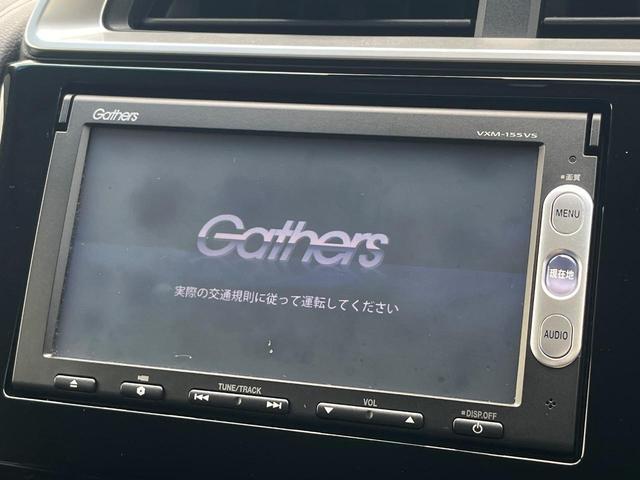 Gathers
VXM-155VS
画質
MENU
Gathers
現在地
実際の交通規則に従って運転してください
AUDIO
TUNE/TRACK
VOL
DISP.OFF